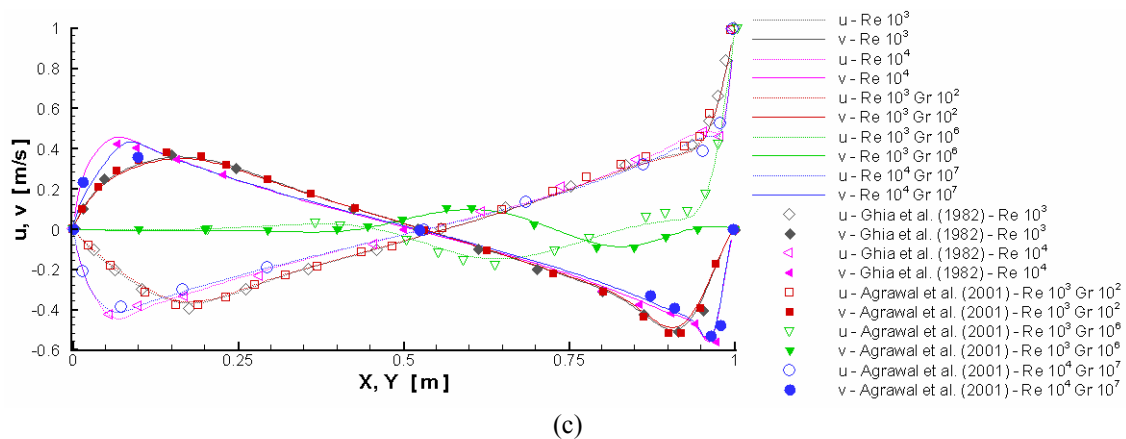 1
0.8
0.6
0.4
0.2
0
-0.2
-0.4
-0.6
u, v [m/s]
0 0.25 0.5 0.75 1
X, Y [m]
u - Re 10³
v - Re 10³
u - Re 10⁴
v - Re 10⁴
u - Re 10³ Gr 10²
v - Re 10³ Gr 10²
u - Re 10³ Gr 10⁶
v - Re 10³ Gr 10⁶
u - Re 10⁴ Gr 10⁷
v - Re 10⁴ Gr 10⁷
u - Ghia et al. (1982) - Re 10³
v - Ghia et al. (1982) - Re 10³
u - Ghia et al. (1982) - Re 10⁴
v - Ghia et al. (1982) - Re 10⁴
u - Agrawal et al. (2001) - Re 10³ Gr 10²
v - Agrawal et al. (2001) - Re 10³ Gr 10²
u - Agrawal et al. (2001) - Re 10³ Gr 10⁶
v - Agrawal et al. (2001) - Re 10³ Gr 10⁶
u - Agrawal et al. (2001) - Re 10⁴ Gr 10⁷
v - Agrawal et al. (2001) - Re 10⁴ Gr 10⁷
(c)